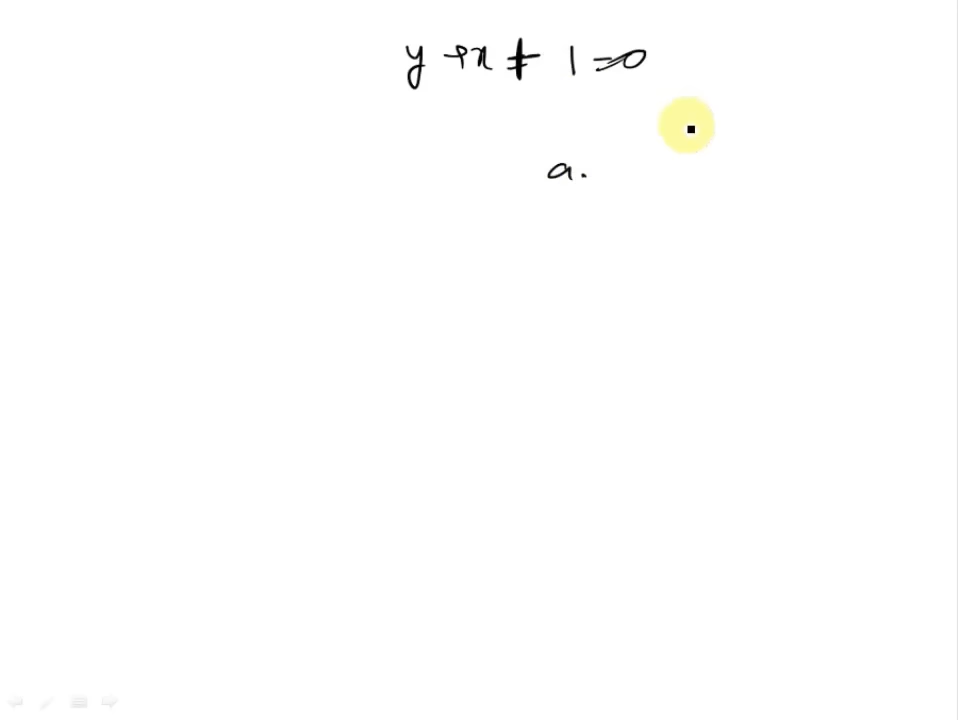 y + x + 1 = 0
a.